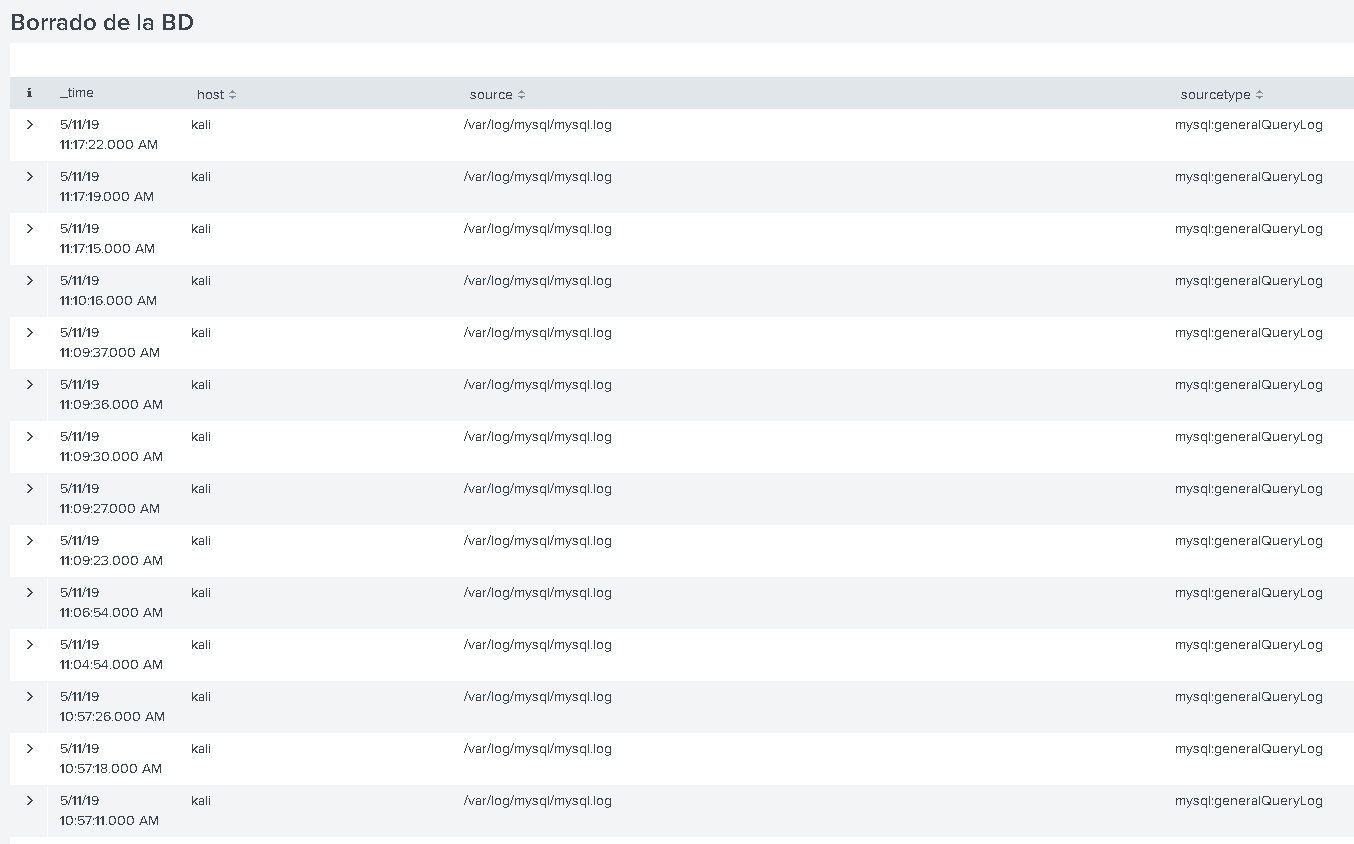 Borrado de la BD
i _time host source sourcetype
5/11/19 kali /var/log/mysql/mysql.log mysql:generalQueryLog
11:17:22.000 AM
5/11/19 kali /var/log/mysql/mysql.log mysql:generalQueryLog
11:17:19.000 AM
5/11/19 kali /var/log/mysql/mysql.log mysql:generalQueryLog
11:17:15.000 AM
5/11/19 kali /var/log/mysql/mysql.log mysql:generalQueryLog
11:10:16.000 AM
5/11/19 kali /var/log/mysql/mysql.log mysql:generalQueryLog
11:09:37.000 AM
5/11/19 kali /var/log/mysql/mysql.log mysql:generalQueryLog
11:09:36.000 AM
5/11/19 kali /var/log/mysql/mysql.log mysql:generalQueryLog
11:09:30.000 AM
5/11/19 kali /var/log/mysql/mysql.log mysql:generalQueryLog
11:09:27.000 AM
5/11/19 kali /var/log/mysql/mysql.log mysql:generalQueryLog
11:09:23.000 AM
5/11/19 kali /var/log/mysql/mysql.log mysql:generalQueryLog
11:06:54.000 AM
5/11/19 kali /var/log/mysql/mysql.log mysql:generalQueryLog
11:04:54.000 AM
5/11/19 kali /var/log/mysql/mysql.log mysql:generalQueryLog
10:57:26.000 AM
5/11/19 kali /var/log/mysql/mysql.log mysql:generalQueryLog
10:57:18.000 AM
5/11/19 kali /var/log/mysql/mysql.log mysql:generalQueryLog
10:57:11.000 AM